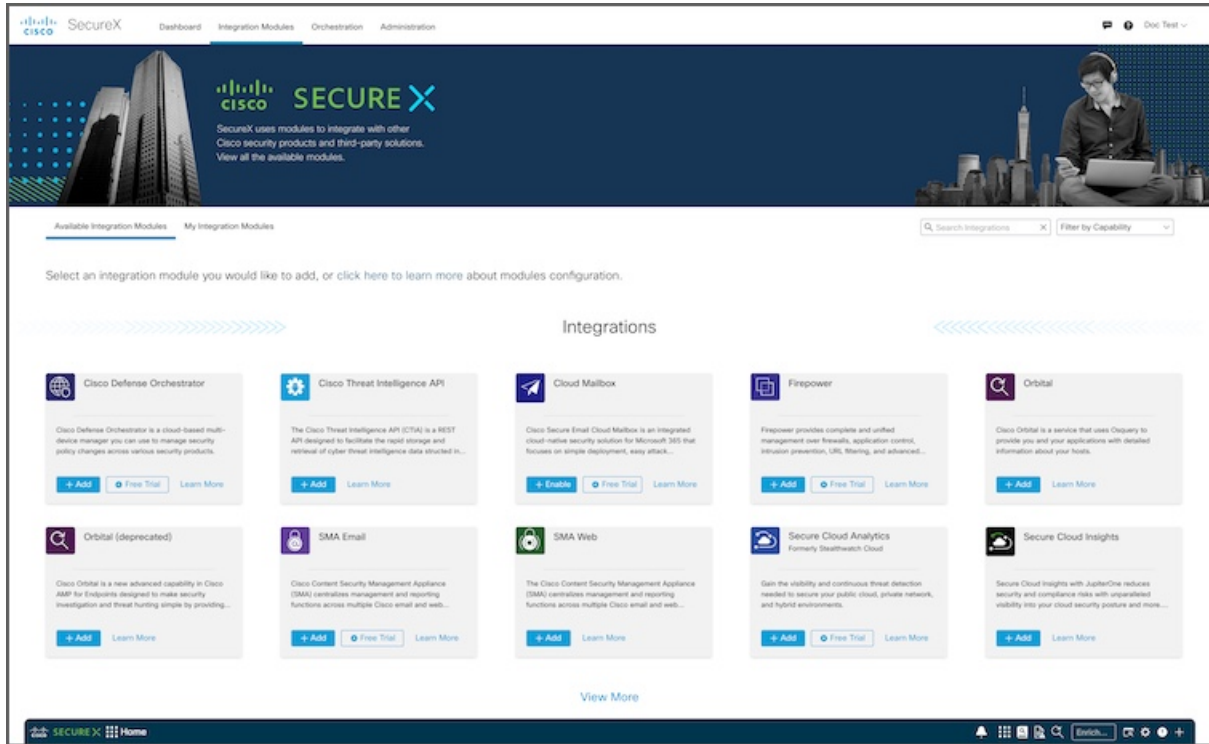 CISCO SecureX Dashboard Integration Modules Orchestration Administration Doc Test
CISCO SECUREX
SecureX uses modules to integrate with other
Cisco security products and third-party solutions.
View all the available modules.
Available Integration Modules My Integration Modules Search Integrations Filter by Capability
Select an integration module you would like to add, or click here to learn more about modules configuration.
Integrations
Cisco Defense Orchestrator
Cisco Defense Orchestrator is a cloud-based multi-
device manager you can use to manage security
policy changes across various security products.
+ Add Free Trial Learn More
Cisco Threat Intelligence API
The Cisco Threat Intelligence API (CTIA) is a REST
API designed to facilitate the rapid storage and
retrieval of cyber threat intelligence data structed in...
+ Add Learn More
Cloud Mailbox
Cisco Secure Email Cloud Mailbox is an integrated
cloud-native security solution for Microsoft 365 that
focuses on simple deployment, easy attack...
+ Enable Free Trial Learn More
Firepower
Firepower provides complete and unified
management over firewalls, application control,
intrusion prevention, URL filtering, and advanced...
+ Add Free Trial Learn More
Orbital
Cisco Orbital is a service that uses Osquery to
provide you and your applications with detailed
information about your hosts.
+ Add Learn More
Orbital (deprecated)
Cisco Orbital is a new advanced capability in Cisco
AMP for Endpoints designed to make security
investigation and threat hunting simple by providing...
+ Add Learn More
SMA Email
Cisco Content Security Management Appliance
(SMA) centralizes management and reporting
functions across multiple Cisco email and web...
+ Add Free Trial Learn More
SMA Web
The Cisco Content Security Management Appliance
(SMA) centralizes management and reporting
functions across multiple Cisco email and web...
+ Add Learn More
Secure Cloud Analytics
Formerly Stealthwatch Cloud
Gain the visibility and continuous threat detection
needed to secure your public cloud, private network,
and hybrid environments.
+ Add Free Trial Learn More
Secure Cloud Insights
Secure Cloud Insights with JupiterOne reduces
security and compliance risks with unparalleled
visibility into your cloud security posture and more....
+ Add Learn More
View More
CISCO SECUREX Home Enrich...